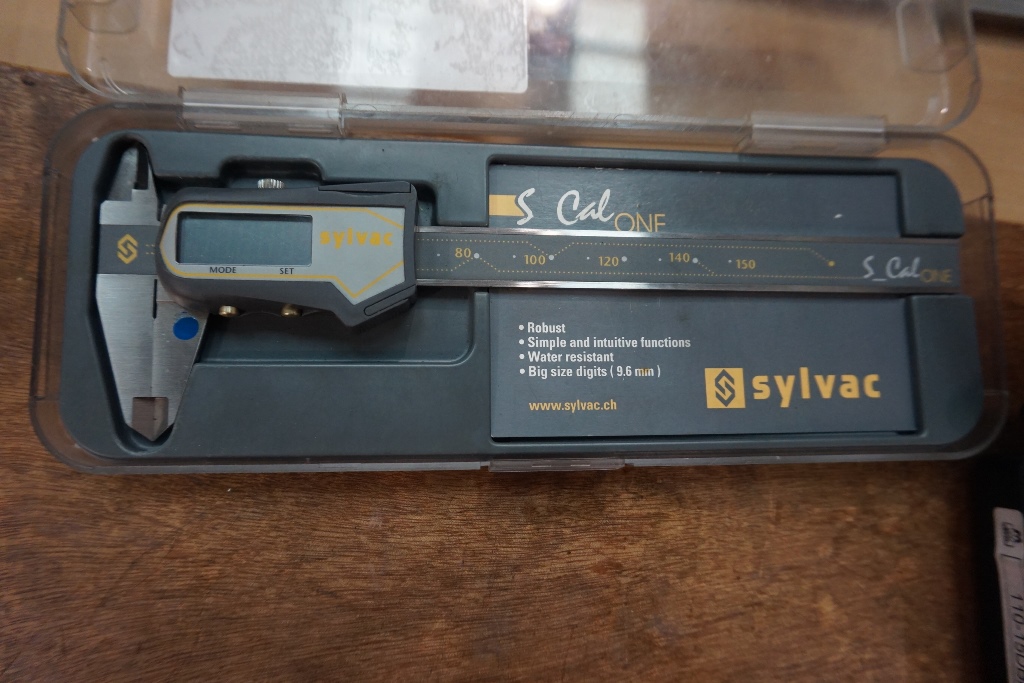 S Cal ONE
sylvac
MODE SET
80 100 120 140 150
S_Cal ONE
• Robust
• Simple and intuitive functions
• Water resistant
• Big size digits ( 9.6 mm )
www.sylvac.ch
sylvac